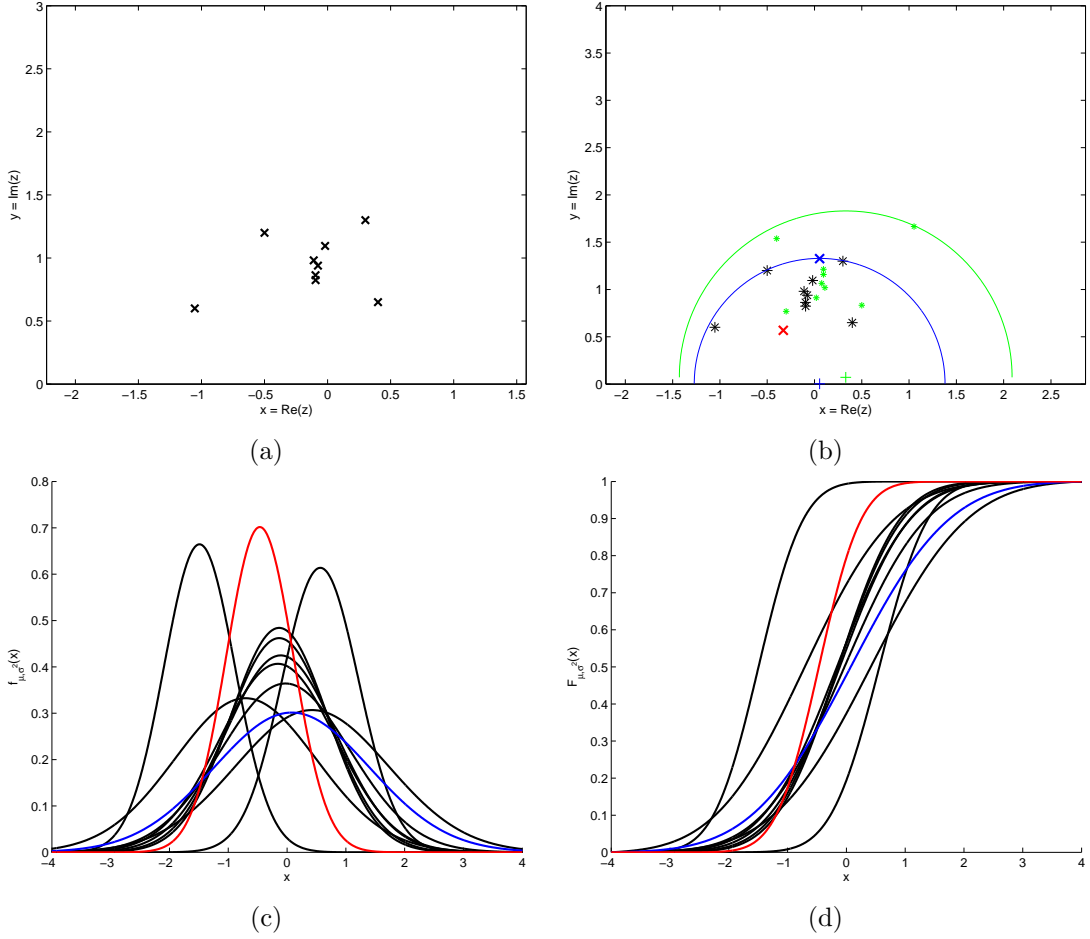 3
2.5
2
1.5
1
0.5
0
y = Im(z)
−2 −1.5 −1 −0.5 0 0.5 1 1.5
x = Re(z)
(a)
4
3.5
3
2.5
2
1.5
1
0.5
0
y = Im(z)
−2 −1.5 −1 −0.5 0 0.5 1 1.5 2 2.5
x = Re(z)
(b)
0.8
0.7
0.6
0.5
0.4
0.3
0.2
0.1
0
f_{μ,σ²}(x)
−4 −3 −2 −1 0 1 2 3 4
x
(c)
1
0.9
0.8
0.7
0.6
0.5
0.4
0.3
0.2
0.1
0
F_{μ,σ²}(x)
−4 −3 −2 −1 0 1 2 3 4
x
(d)